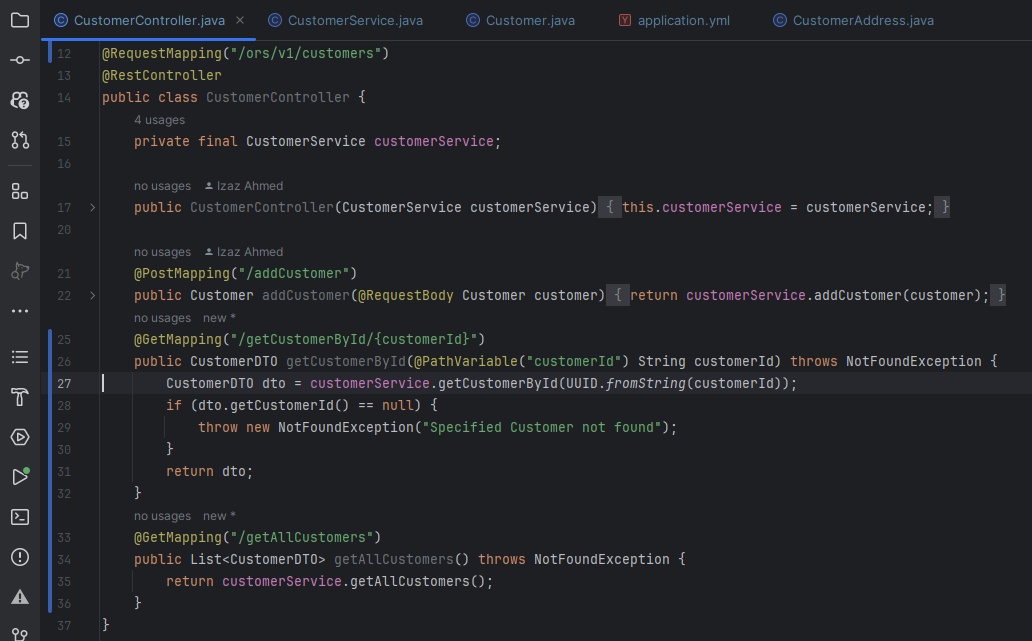 CustomerController.java CustomerService.java Customer.java application.yml CustomerAddress.java
12 @RequestMapping("/ors/v1/customers")
13 @RestController
14 public class CustomerController {
4 usages
15 private final CustomerService customerService;
16
no usages Izaz Ahmed
17 public CustomerController(CustomerService customerService) { this.customerService = customerService; }
20
no usages Izaz Ahmed
21 @PostMapping("/addCustomer")
22 public Customer addCustomer(@RequestBody Customer customer) { return customerService.addCustomer(customer); }
no usages new *
25 @GetMapping("/getCustomerById/{customerId}")
26 public CustomerDTO getCustomerById(@PathVariable("customerId") String customerId) throws NotFoundException {
27 CustomerDTO dto = customerService.getCustomerById(UUID.fromString(customerId));
28 if (dto.getCustomerId() == null) {
29 throw new NotFoundException("Specified Customer not found");
30 }
31 return dto;
32 }
no usages new *
33 @GetMapping("/getAllCustomers")
34 public List<CustomerDTO> getAllCustomers() throws NotFoundException {
35 return customerService.getAllCustomers();
36 }
37 }